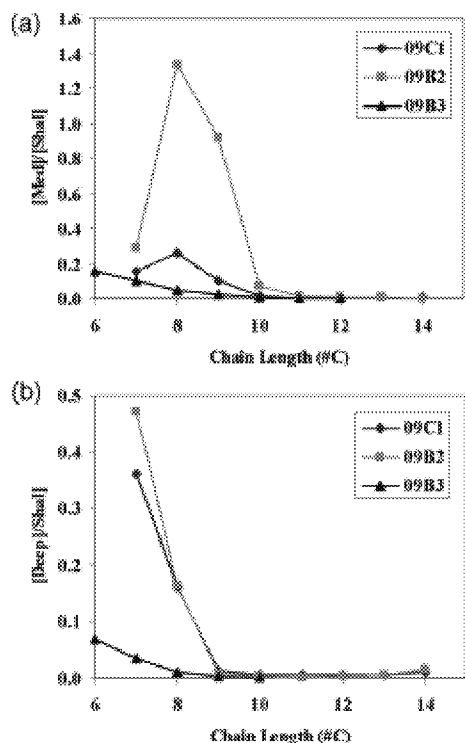 (a)
1.6
1.4
1.2
1.0
0.8
0.6
0.4
0.2
0.0
[Med]/[Shal]
09C1
09B2
09B3
6 8 10 12 14
Chain Length (#C)
(b)
0.5
0.4
0.3
0.2
0.1
0.0
[Deep]/[Shal]
09C1
09B2
09B3
6 8 10 12 14
Chain Length (#C)